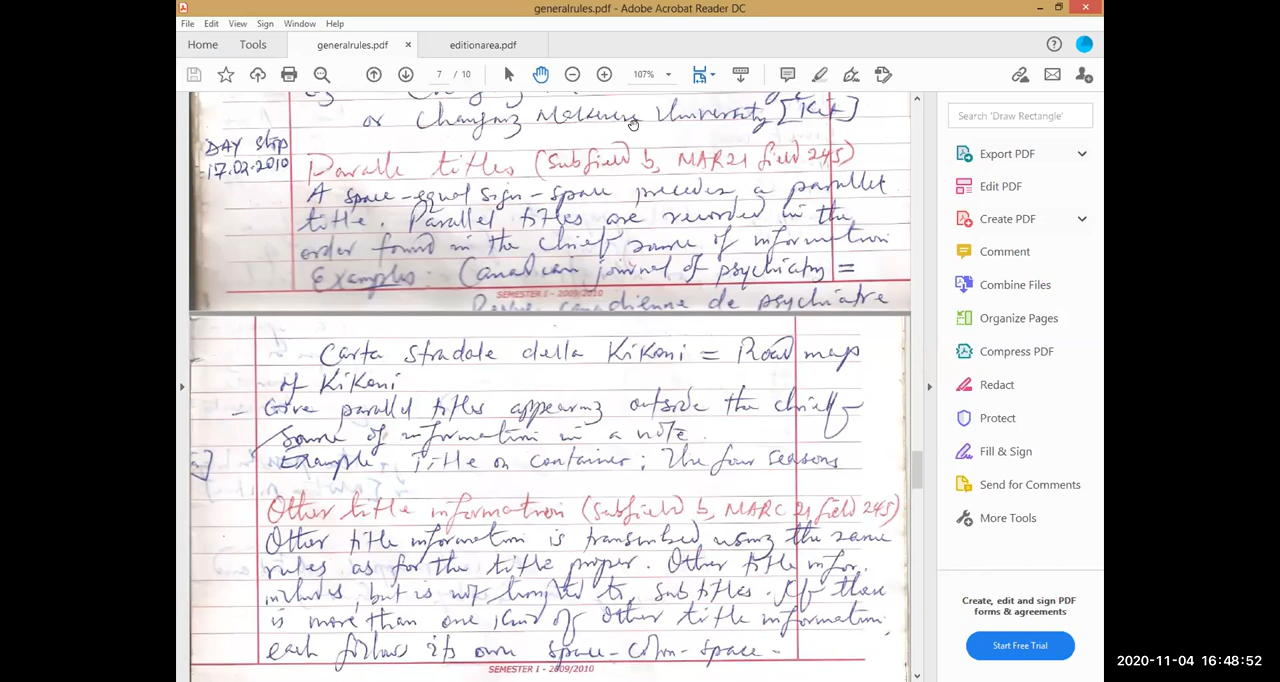 generalrules.pdf - Adobe Acrobat Reader DC
File Edit View Sign Window Help
Home Tools generalrules.pdf × editionarea.pdf
7 / 10 107%
or Changing Makerere University [Kit]
DAY stop
17.02.2010
Paralle titles (Subfield b, MAR21 field 245)
A space-equal sign-space precedes a parallel
title. Parallel titles are recorded in the
order found in the chief source of information
Examples: Canadian journal of psychiatry =
SEMESTER I - 2009/2010
Revue canadienne de psychiatre
Carta stradale della Kikoni = Road map
of Kikoni
- Give parallel titles appearing outside the chief
source of information in a note.
Example. Title on container: The four seasons
Other title information (Subfield b, MARC 21 field 245)
Other title information is transcribed using the same
rules as for the title proper. Other title infor.
includes, but is not limited to, subtitles. If there
is more than one kind of other title information,
each follows its own space-colon-space-
SEMESTER I - 2009/2010
Search 'Draw Rectangle'
Export PDF
Edit PDF
Create PDF
Comment
Combine Files
Organize Pages
Compress PDF
Redact
Protect
Fill & Sign
Send for Comments
More Tools
Create, edit and sign PDF
forms & agreements
Start Free Trial
2020-11-04 16:48:52